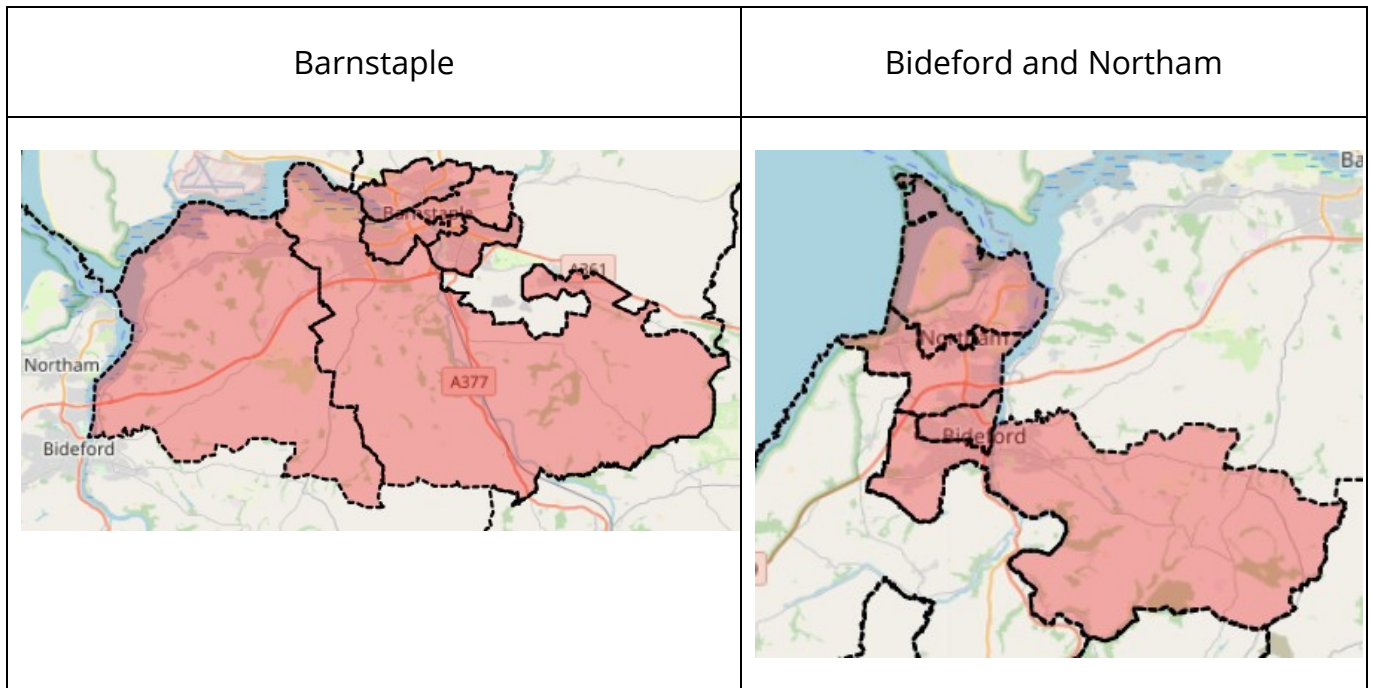 Barnstaple
Bideford and Northam
Barnstaple
A361
Northam
A377
Bideford
Ba
Northam
Bideford